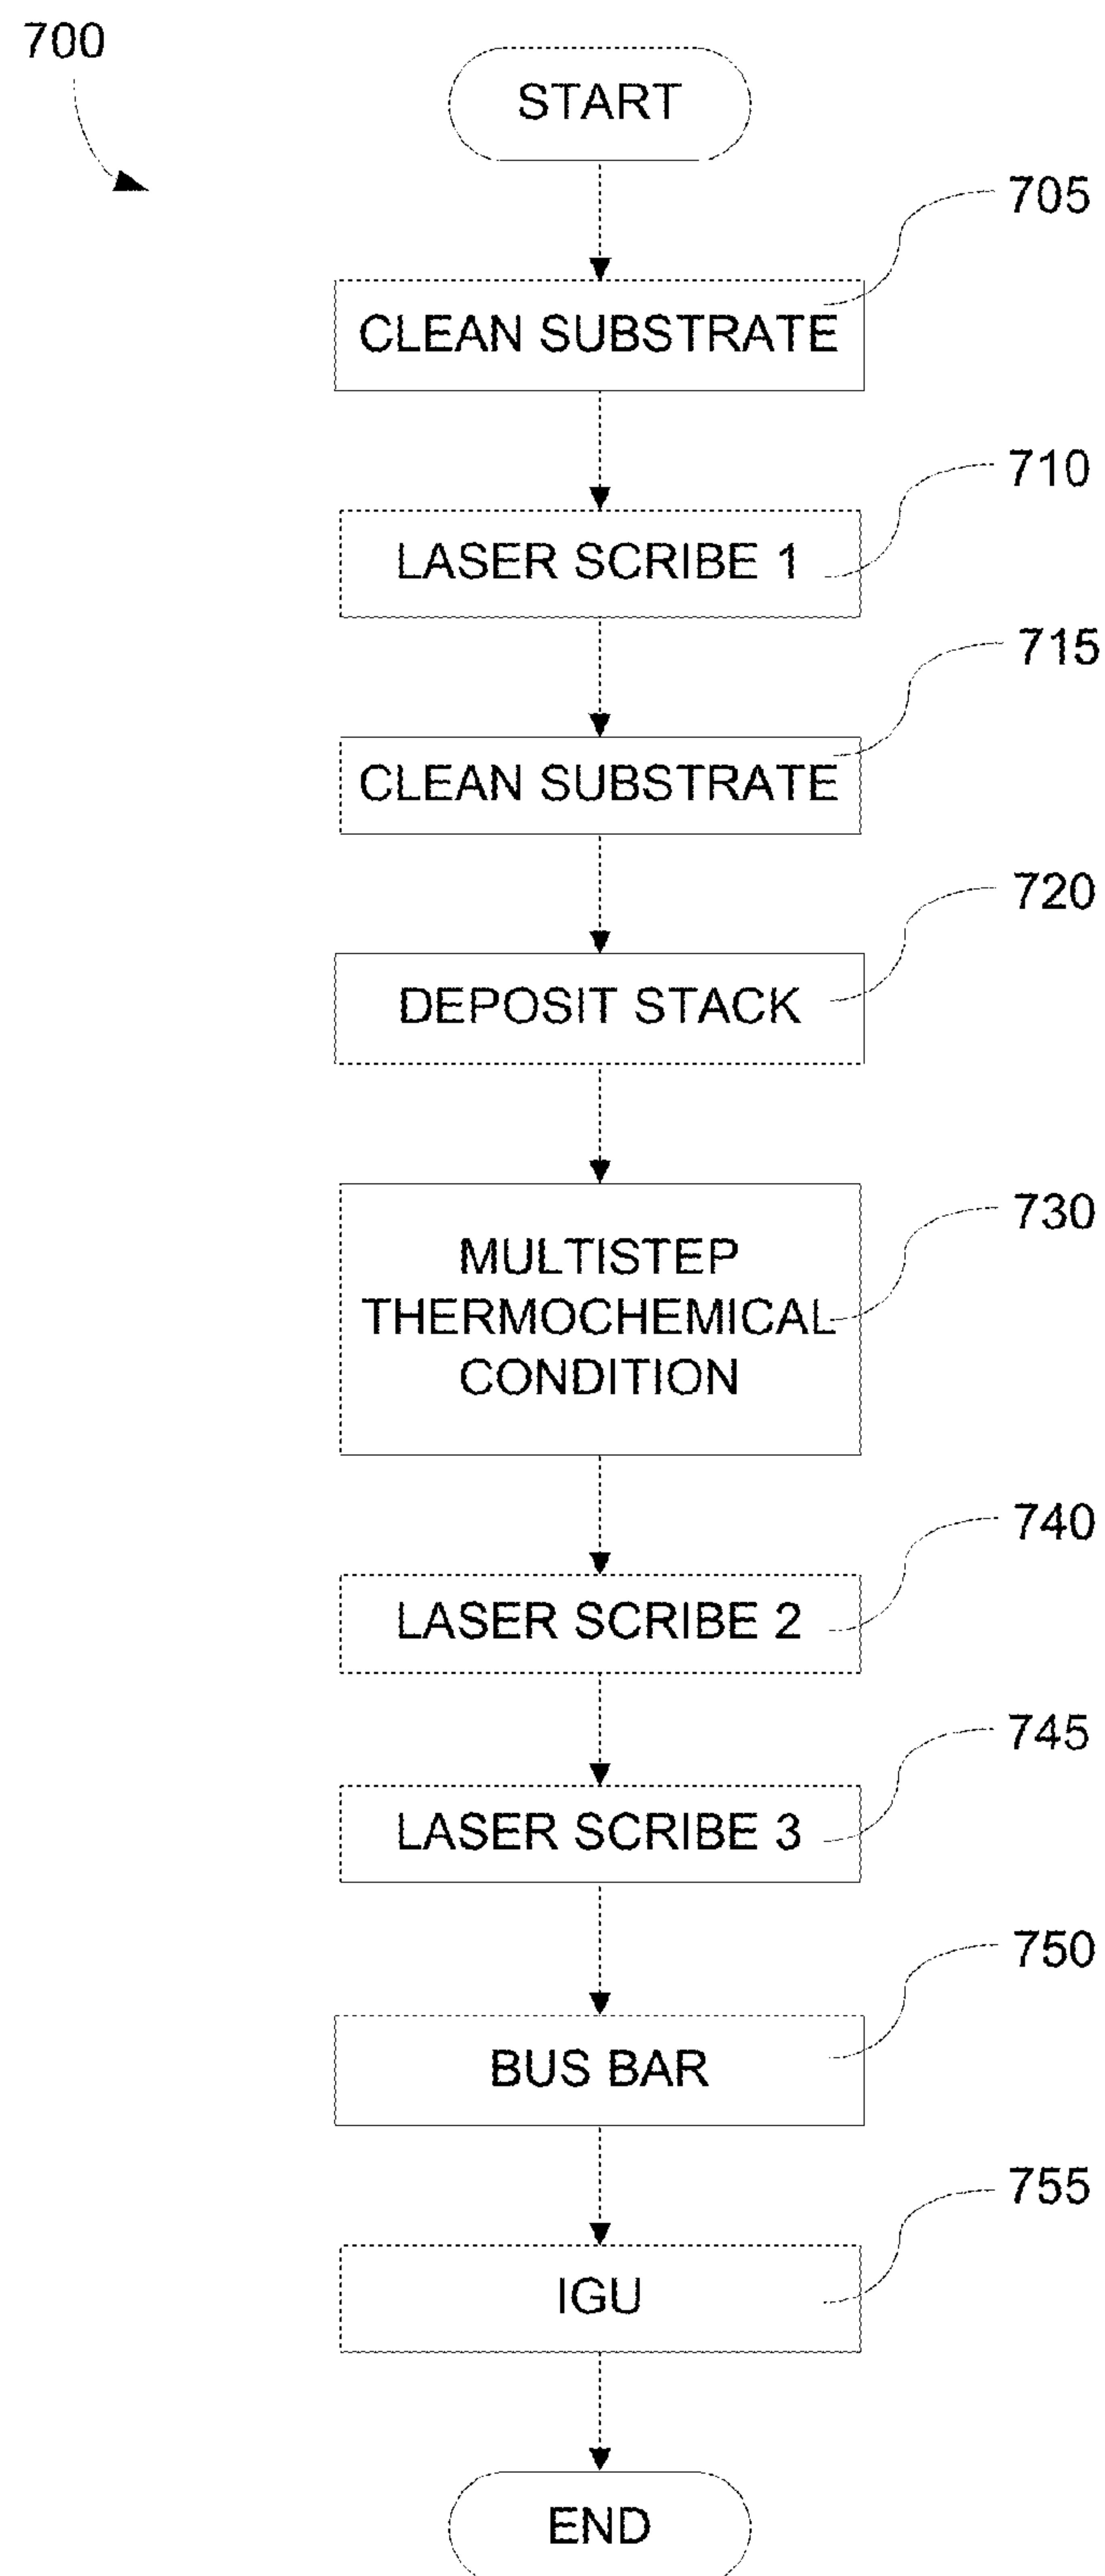 700
START
705
CLEAN SUBSTRATE
710
LASER SCRIBE 1
715
CLEAN SUBSTRATE
720
DEPOSIT STACK
730
MULTISTEP
THERMOCHEMICAL
CONDITION
740
LASER SCRIBE 2
745
LASER SCRIBE 3
750
BUS BAR
755
IGU
END